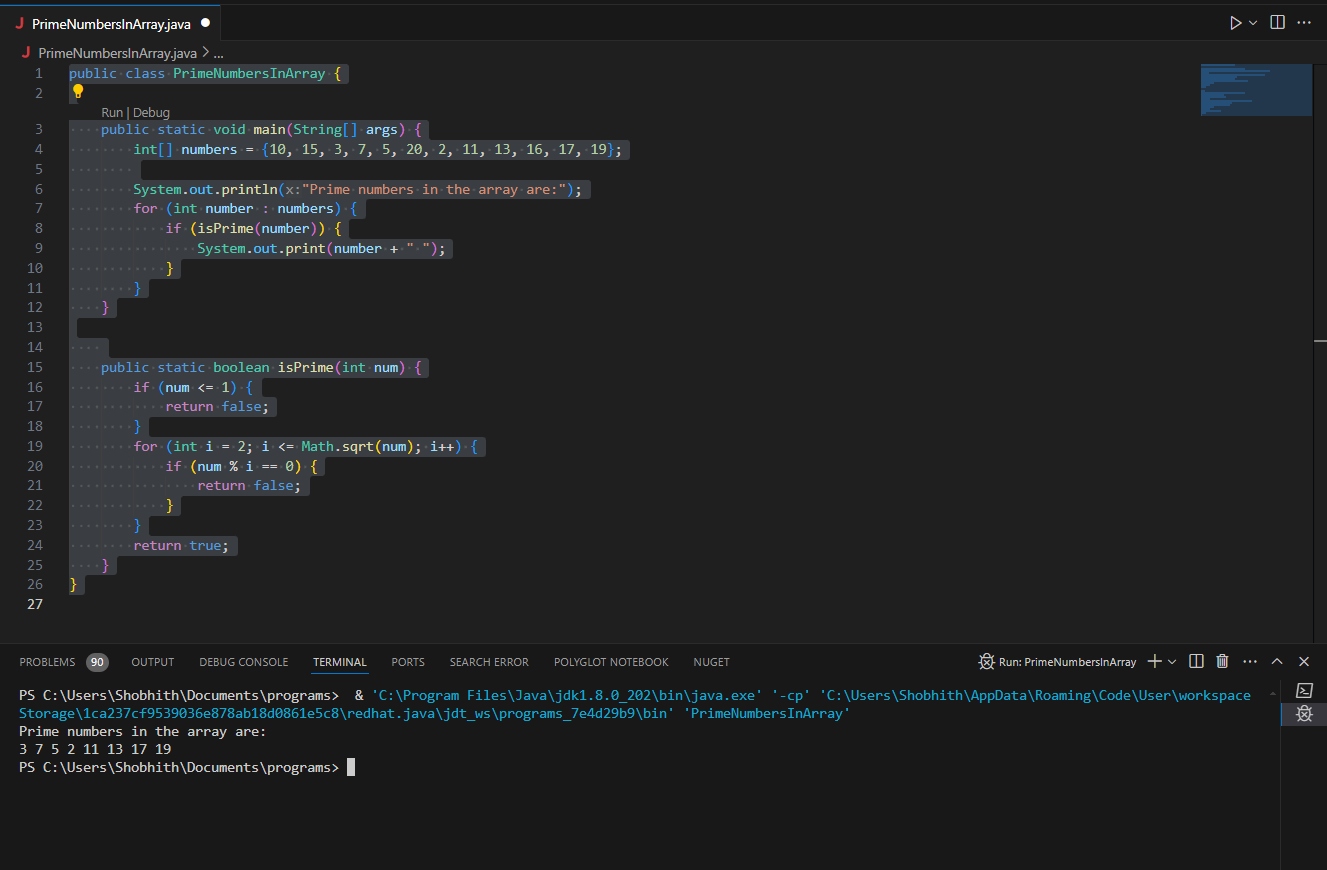 PrimeNumbersInArray.java
PrimeNumbersInArray.java > ...
1 public class PrimeNumbersInArray {
2
Run | Debug
3     public static void main(String[] args) {
4         int[] numbers = {10, 15, 3, 7, 5, 20, 2, 11, 13, 16, 17, 19};
5
6         System.out.println(x:"Prime numbers in the array are:");
7         for (int number : numbers) {
8             if (isPrime(number)) {
9                 System.out.print(number + " ");
10             }
11         }
12     }
13
14
15     public static boolean isPrime(int num) {
16         if (num <= 1) {
17             return false;
18         }
19         for (int i = 2; i <= Math.sqrt(num); i++) {
20             if (num % i == 0) {
21                 return false;
22             }
23         }
24         return true;
25     }
26 }
27
PROBLEMS 90 OUTPUT DEBUG CONSOLE TERMINAL PORTS SEARCH ERROR POLYGLOT NOTEBOOK NUGET Run: PrimeNumbersInArray
PS C:\Users\Shobhith\Documents\programs>  & 'C:\Program Files\Java\jdk1.8.0_202\bin\java.exe' '-cp' 'C:\Users\Shobhith\AppData\Roaming\Code\User\workspace
Storage\1ca237cf9539036e878ab18d0861e5c8\redhat.java\jdt_ws\programs_7e4d29b9\bin' 'PrimeNumbersInArray'
Prime numbers in the array are:
3 7 5 2 11 13 17 19
PS C:\Users\Shobhith\Documents\programs>